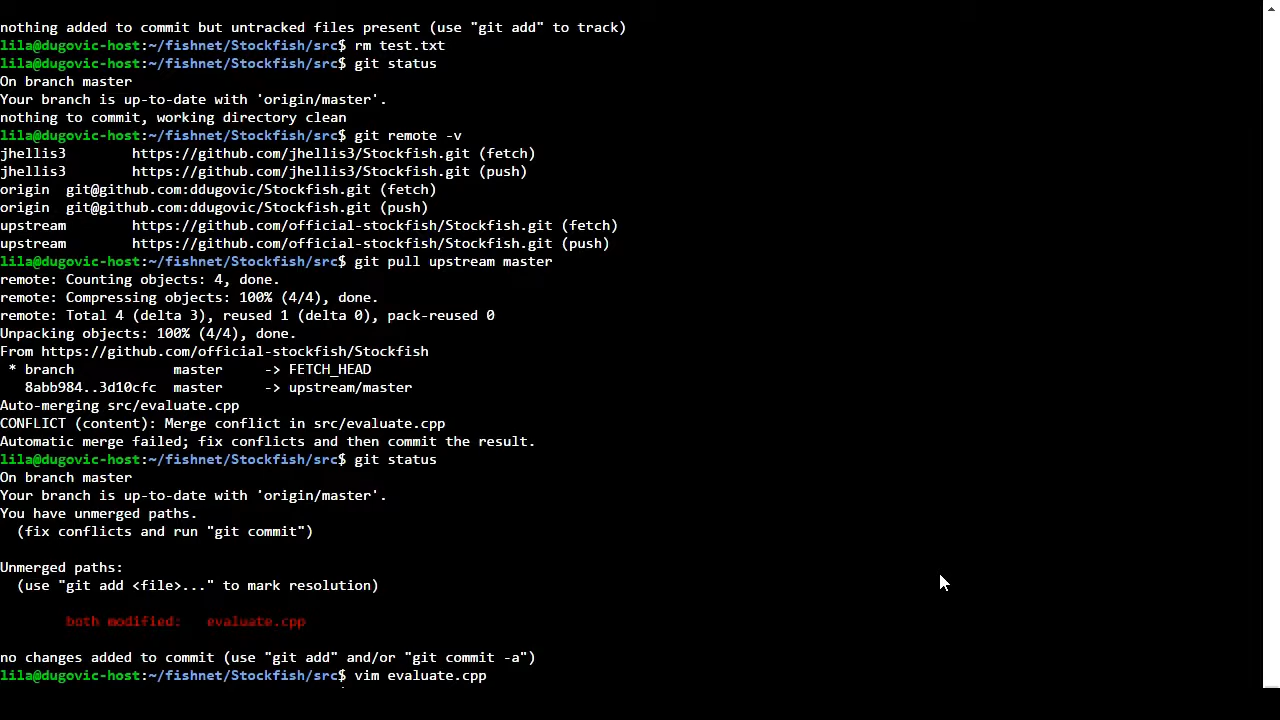 nothing added to commit but untracked files present (use "git add" to track)
lila@dugovic-host:~/fishnet/Stockfish/src$ rm test.txt
lila@dugovic-host:~/fishnet/Stockfish/src$ git status
On branch master
Your branch is up-to-date with 'origin/master'.
nothing to commit, working directory clean
lila@dugovic-host:~/fishnet/Stockfish/src$ git remote -v
jhellis3        https://github.com/jhellis3/Stockfish.git (fetch)
jhellis3        https://github.com/jhellis3/Stockfish.git (push)
origin  git@github.com:ddugovic/Stockfish.git (fetch)
origin  git@github.com:ddugovic/Stockfish.git (push)
upstream        https://github.com/official-stockfish/Stockfish.git (fetch)
upstream        https://github.com/official-stockfish/Stockfish.git (push)
lila@dugovic-host:~/fishnet/Stockfish/src$ git pull upstream master
remote: Counting objects: 4, done.
remote: Compressing objects: 100% (4/4), done.
remote: Total 4 (delta 3), reused 1 (delta 0), pack-reused 0
Unpacking objects: 100% (4/4), done.
From https://github.com/official-stockfish/Stockfish
 * branch            master     -> FETCH_HEAD
   8abb984..3d10cfc  master     -> upstream/master
Auto-merging src/evaluate.cpp
CONFLICT (content): Merge conflict in src/evaluate.cpp
Automatic merge failed; fix conflicts and then commit the result.
lila@dugovic-host:~/fishnet/Stockfish/src$ git status
On branch master
Your branch is up-to-date with 'origin/master'.
You have unmerged paths.
  (fix conflicts and run "git commit")
Unmerged paths:
  (use "git add <file>..." to mark resolution)
        both modified:   evaluate.cpp
no changes added to commit (use "git add" and/or "git commit -a")
lila@dugovic-host:~/fishnet/Stockfish/src$ vim evaluate.cpp